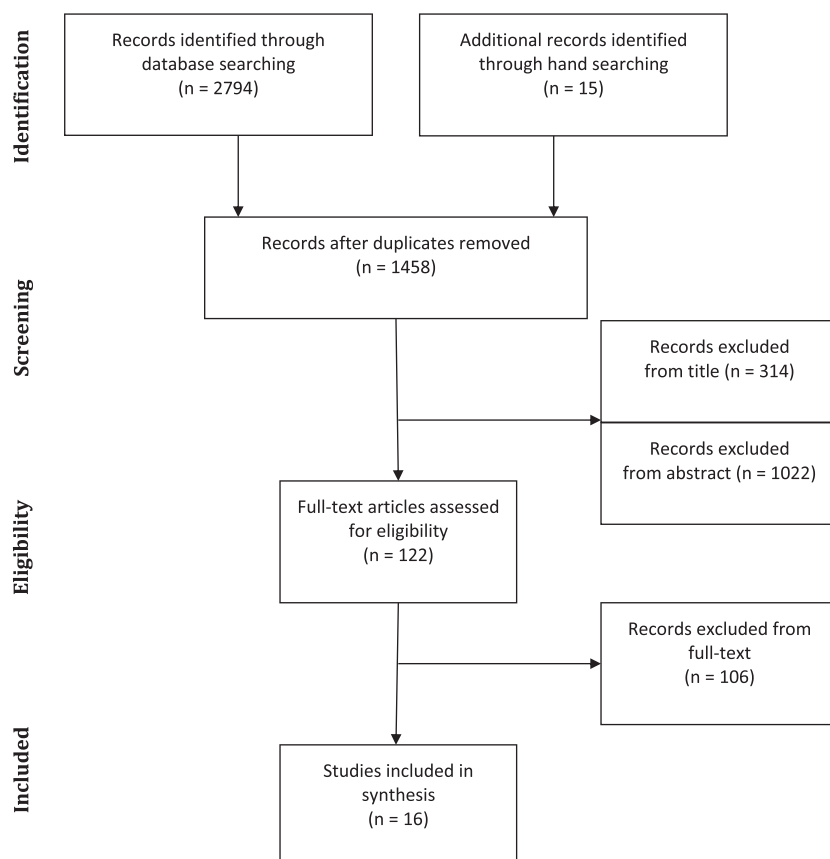 Identification
Records identified through
database searching
(n = 2794)
Additional records identified
through hand searching
(n = 15)
Screening
Records after duplicates removed
(n = 1458)
Records excluded
from title (n = 314)
Records excluded
from abstract (n = 1022)
Eligibility
Full-text articles assessed
for eligibility
(n = 122)
Records excluded from
full-text
(n = 106)
Included
Studies included in
synthesis
(n = 16)